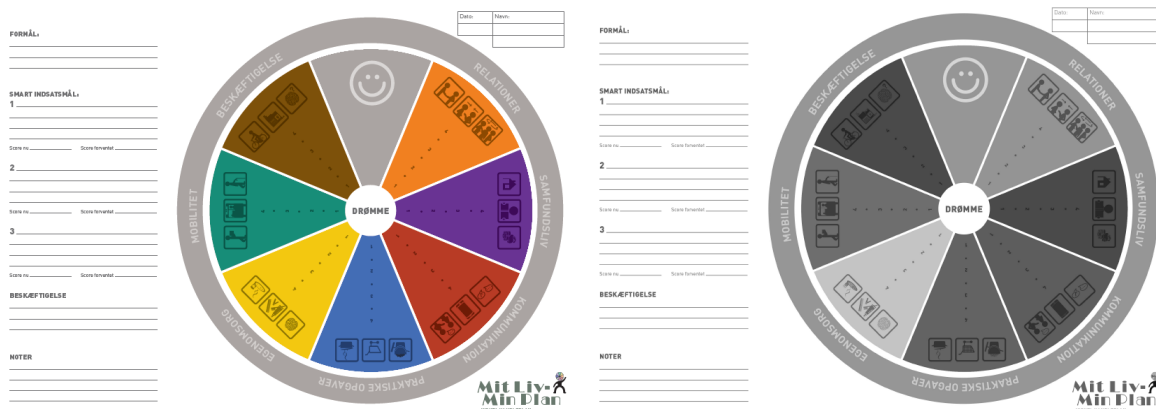 FORMÅL:
SMART INDSATSMÅL:
1
Score nu
Score forventet
2
Score nu
Score forventet
3
Score nu
Score forventet
BESKÆFTIGELSE
NOTER
Dato:
Navn:
BESKÆFTIGELSE
RELATIONER
SAMFUNDSLIV
KOMMUNIKATION
PRAKTISKE OPGAVER
EGENOMSORG
MOBILITET
DRØMME
Mit Liv-
Min Plan
FORMÅL:
SMART INDSATSMÅL:
1
Score nu
Score forventet
2
Score nu
Score forventet
3
Score nu
Score forventet
BESKÆFTIGELSE
NOTER
Dato:
Navn:
BESKÆFTIGELSE
RELATIONER
SAMFUNDSLIV
KOMMUNIKATION
PRAKTISKE OPGAVER
EGENOMSORG
MOBILITET
DRØMME
Mit Liv-
Min Plan